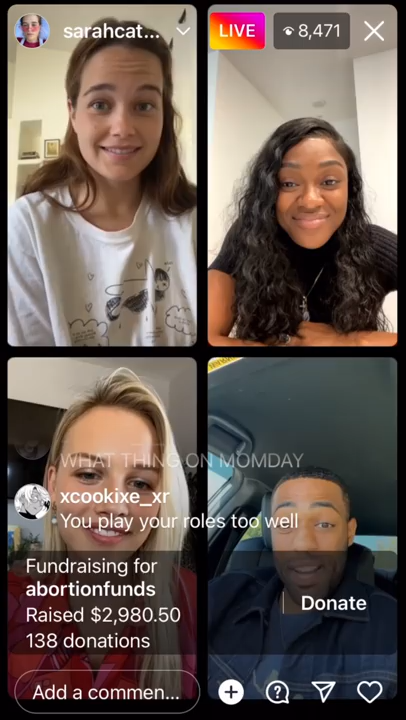 sarahcat...
LIVE
8,471
WHAT THING ON MOMDAY
xcookixe_xr
You play your roles too well
Fundraising for
abortionfunds
Raised $2,980.50
138 donations
Donate
Add a commen...